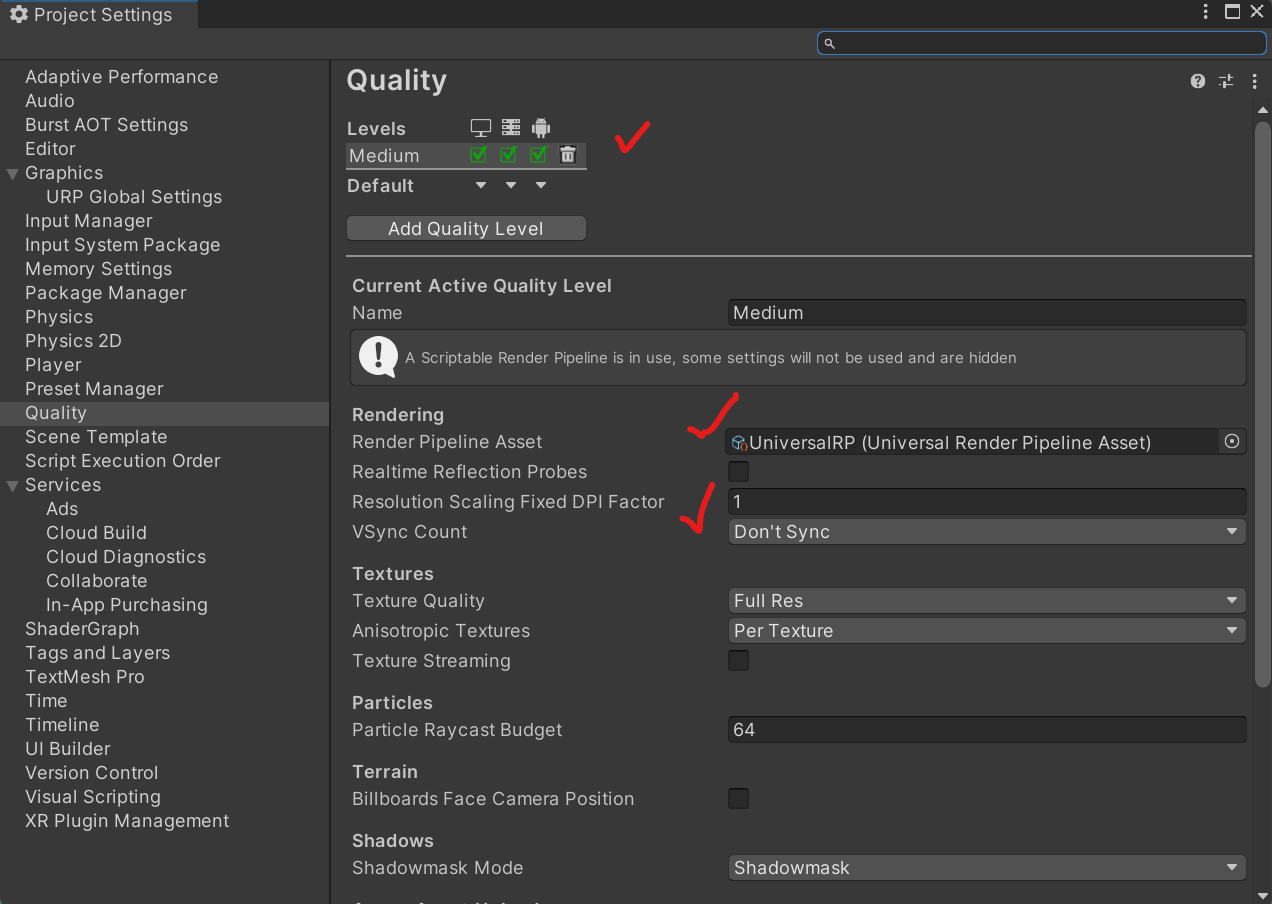 Project Settings
Adaptive Performance
Audio
Burst AOT Settings
Editor
Graphics
URP Global Settings
Input Manager
Input System Package
Memory Settings
Package Manager
Physics
Physics 2D
Player
Preset Manager
Quality
Scene Template
Script Execution Order
Services
Ads
Cloud Build
Cloud Diagnostics
Collaborate
In-App Purchasing
ShaderGraph
Tags and Layers
TextMesh Pro
Time
Timeline
UI Builder
Version Control
Visual Scripting
XR Plugin Management
Quality
Levels
Medium
Default
Add Quality Level
Current Active Quality Level
Name Medium
A Scriptable Render Pipeline is in use, some settings will not be used and are hidden
Rendering
Render Pipeline Asset UniversalRP (Universal Render Pipeline Asset)
Realtime Reflection Probes
Resolution Scaling Fixed DPI Factor 1
VSync Count Don't Sync
Textures
Texture Quality Full Res
Anisotropic Textures Per Texture
Texture Streaming
Particles
Particle Raycast Budget 64
Terrain
Billboards Face Camera Position
Shadows
Shadowmask Mode Shadowmask